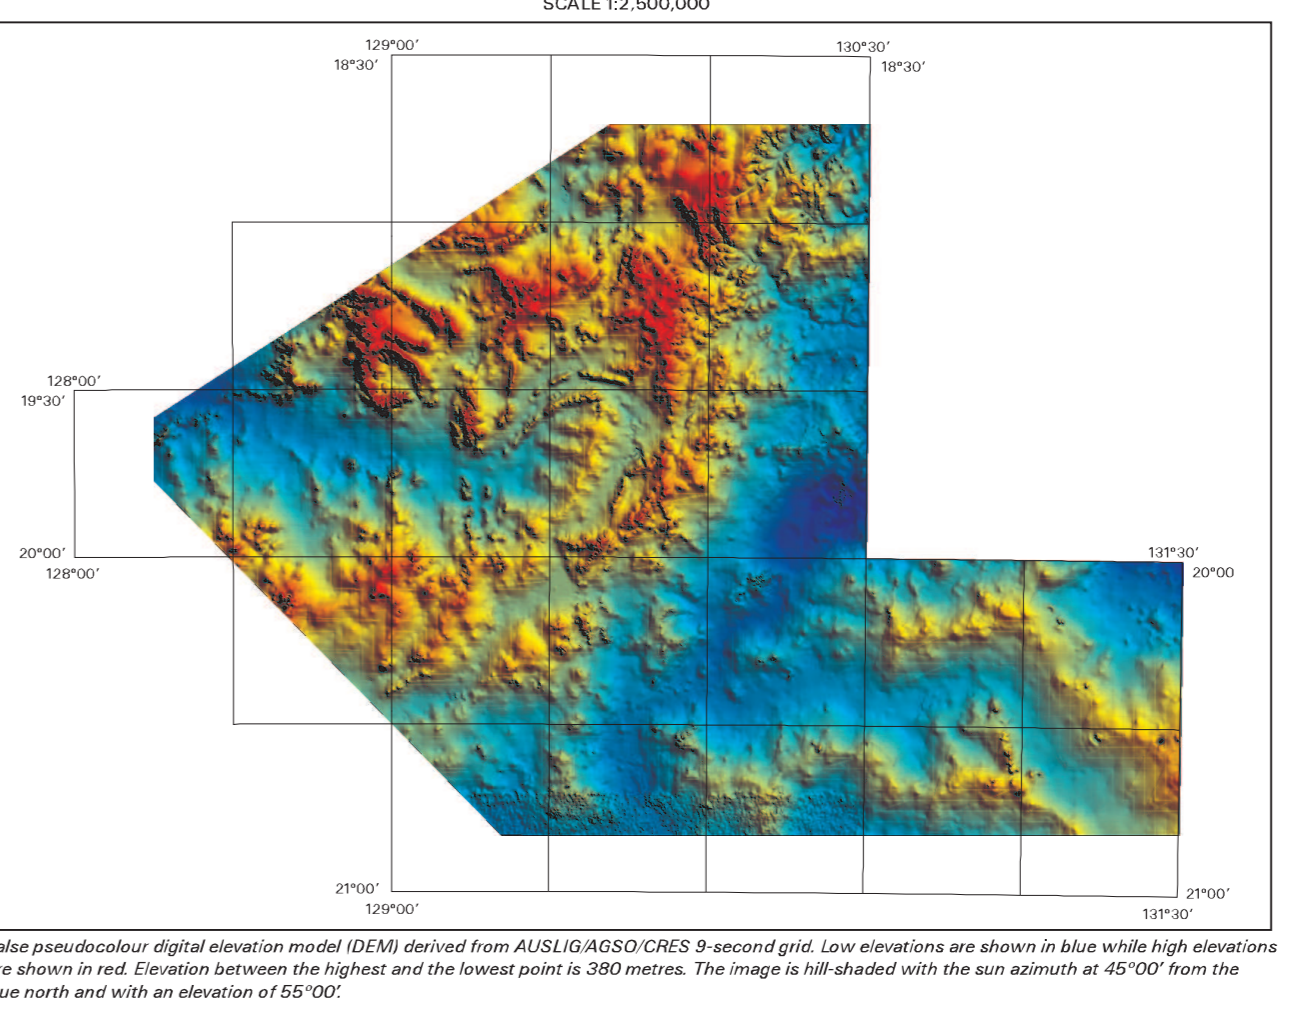 SCALE 1:2,500,000
129°00′ 130°30′
18°30′ 18°30′
128°00′
19°30′
20°00′ 131°30′
128°00′ 20°00
21°00′ 21°00′
129°00′ 131°30′
alse pseudocolour digital elevation model (DEM) derived from AUSLIG/AGSO/CRES 9-second grid. Low elevations are shown in blue while high elevations
re shown in red. Elevation between the highest and the lowest point is 380 metres. The image is hill-shaded with the sun azimuth at 45°00′ from the
ue north and with an elevation of 55°00′.